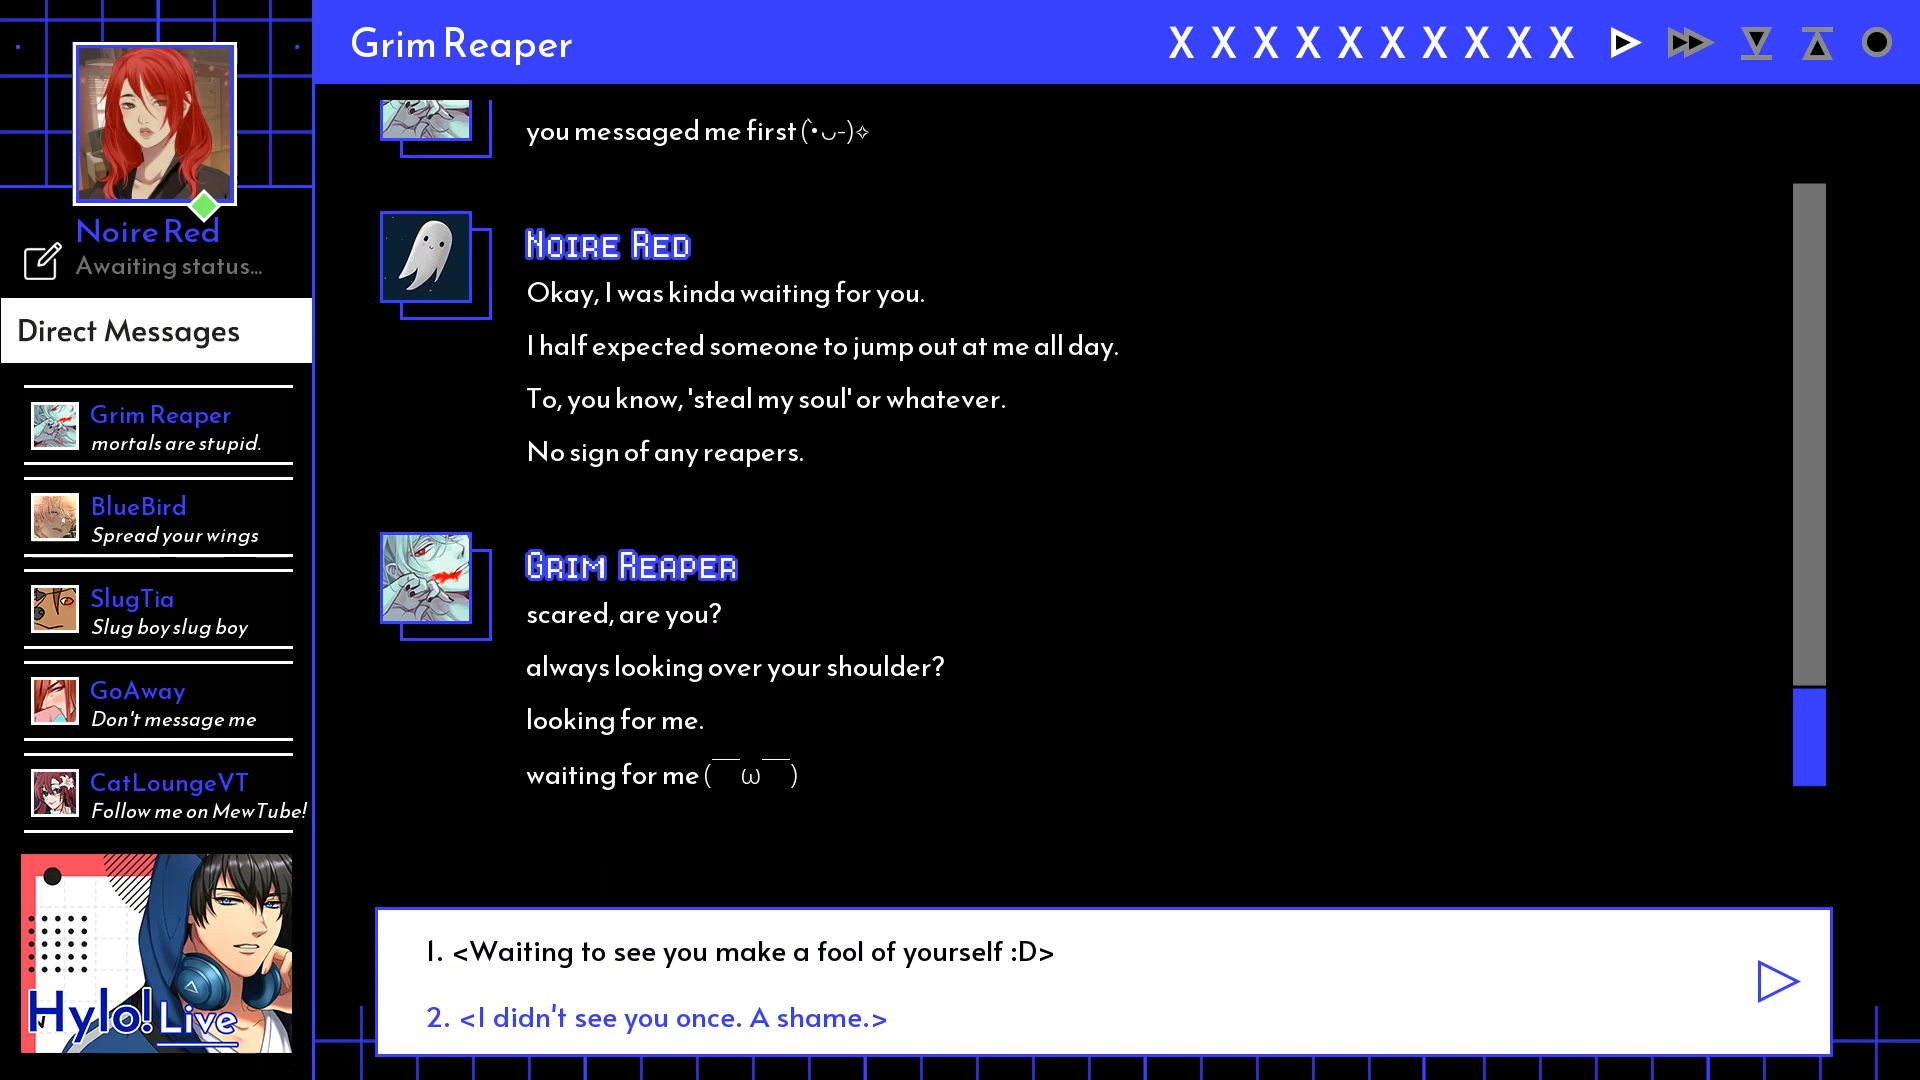 Grim Reaper
X X X X X X X X X X
Noire Red
Awaiting status...
Direct Messages
Grim Reaper
mortals are stupid.
BlueBird
Spread your wings
SlugTia
Slug boy slug boy
GoAway
Don't message me
CatLoungeVT
Follow me on MewTube!
Hylo! Live
you messaged me first (•̀ᴗ-)✧
Noire Red
Okay, I was kinda waiting for you.
I half expected someone to jump out at me all day.
To, you know, 'steal my soul' or whatever.
No sign of any reapers.
Grim Reaper
scared, are you?
always looking over your shoulder?
looking for me.
waiting for me (￣ω￣)
1. <Waiting to see you make a fool of yourself :D>
2. <I didn't see you once. A shame.>